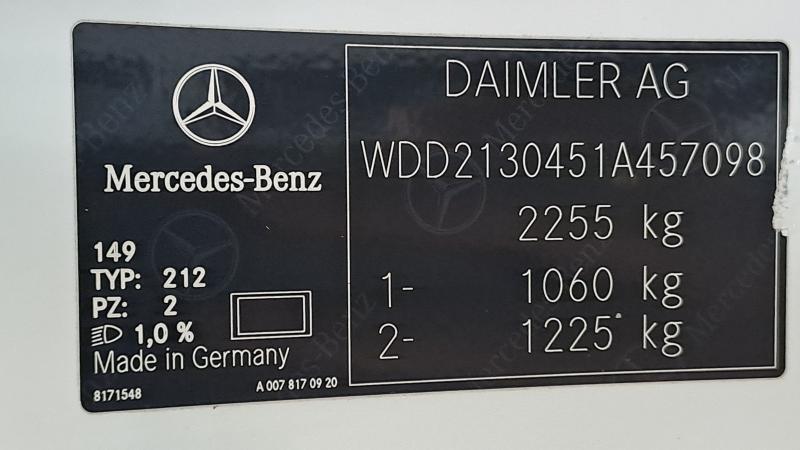 Mercedes-Benz
149
TYP: 212
PZ: 2
1,0 %
Made in Germany
8171548
A 007 817 09 20
DAIMLER AG
WDD2130451A457098
2255 kg
1- 1060 kg
2- 1225 kg